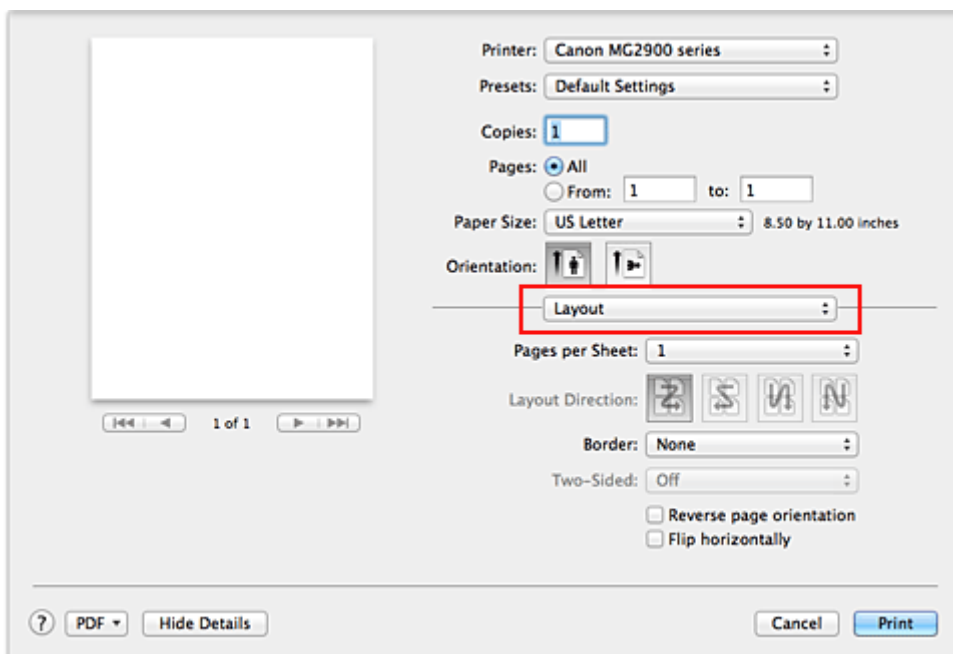 Printer: Canon MG2900 series
Presets: Default Settings
Copies: 1
Pages: All
From: 1 to: 1
Paper Size: US Letter 8.50 by 11.00 inches
Orientation:
Layout
Pages per Sheet: 1
Layout Direction:
1 of 1
Border: None
Two-Sided: Off
Reverse page orientation
Flip horizontally
? PDF Hide Details Cancel Print